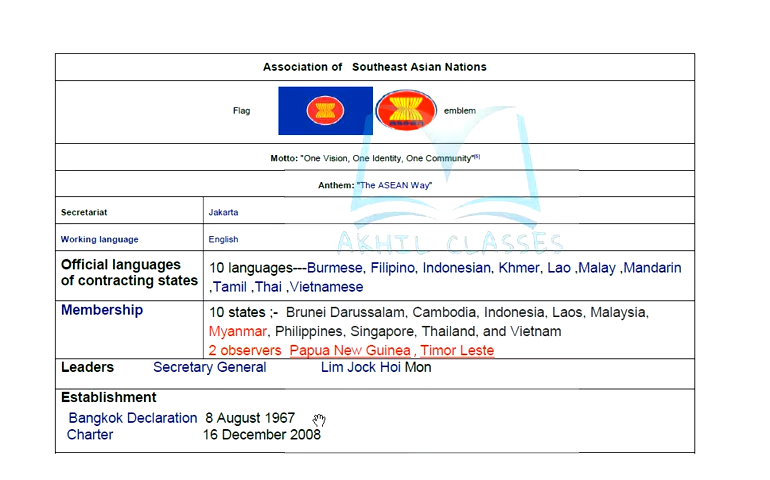 Association of Southeast Asian Nations
Flag
asean
emblem
Motto: "One Vision, One Identity, One Community"[5]
Anthem: "The ASEAN Way"
Secretariat Jakarta
Working language English
AKHIL CLASSES
Official languages of contracting states
10 languages---Burmese, Filipino, Indonesian, Khmer, Lao ,Malay ,Mandarin
,Tamil ,Thai ,Vietnamese
Membership 10 states ;- Brunei Darussalam, Cambodia, Indonesia, Laos, Malaysia,
Myanmar, Philippines, Singapore, Thailand, and Vietnam
2 observers Papua New Guinea , Timor Leste
Leaders Secretary General Lim Jock Hoi Mon
Establishment
Bangkok Declaration 8 August 1967
Charter 16 December 2008